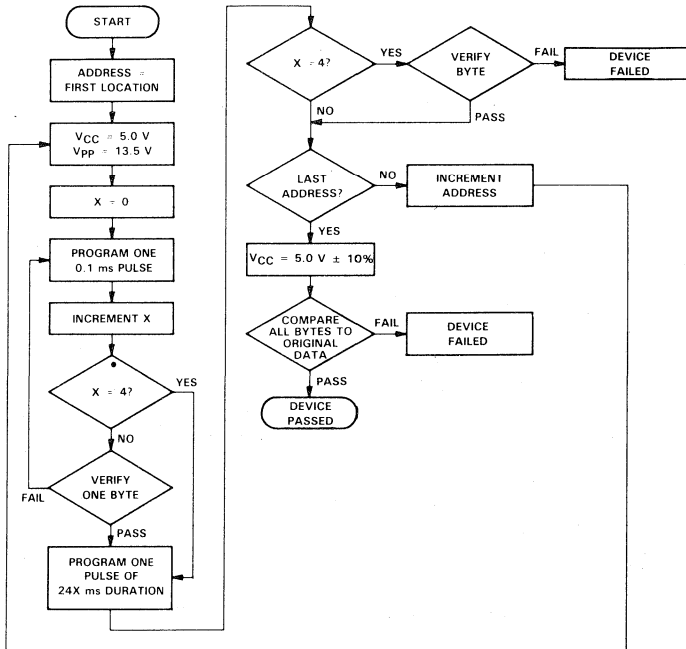 START
ADDRESS =
FIRST LOCATION
VCC = 5.0 V
VPP = 13.5 V
X = 0
PROGRAM ONE
0.1 ms PULSE
INCREMENT X
X = 4?
YES
NO
VERIFY
ONE BYTE
FAIL
PASS
PROGRAM ONE
PULSE OF
24X ms DURATION
X = 4?
YES
NO
VERIFY
BYTE
FAIL
PASS
DEVICE
FAILED
LAST
ADDRESS?
NO
YES
INCREMENT
ADDRESS
VCC = 5.0 V ± 10%
COMPARE
ALL BYTES TO
ORIGINAL
DATA
FAIL
PASS
DEVICE
FAILED
DEVICE
PASSED